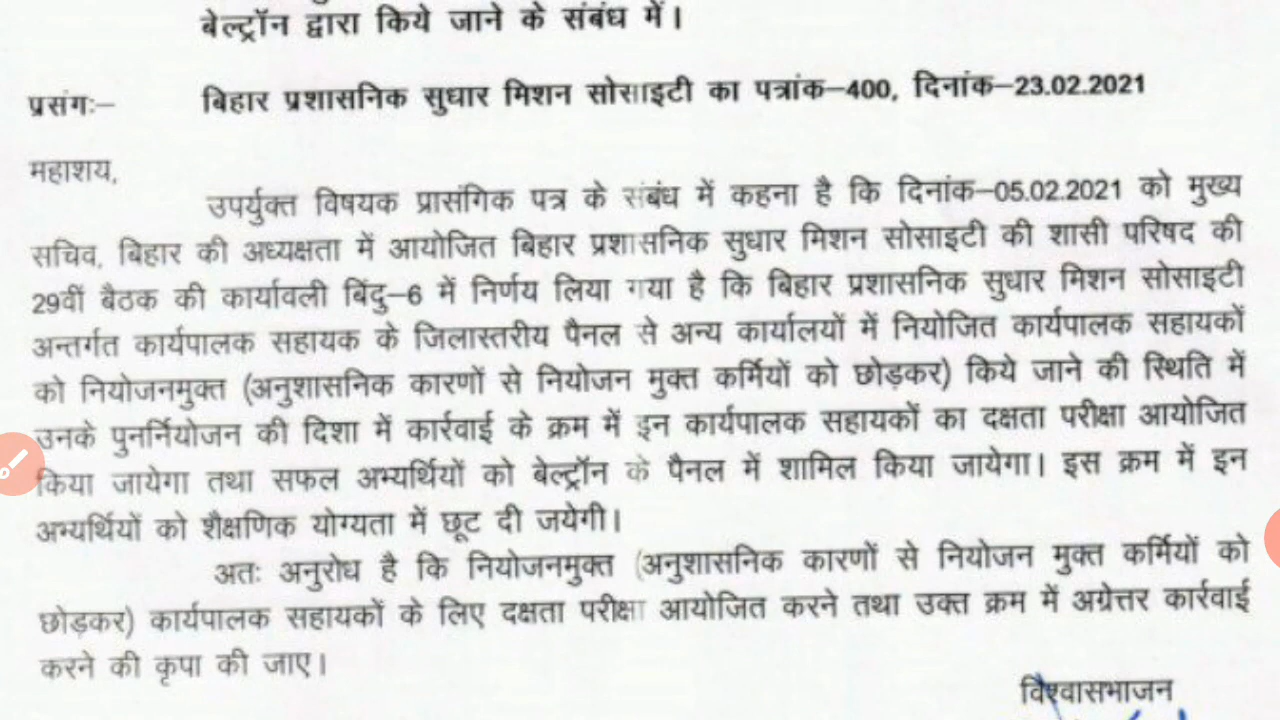 बेल्ट्रॉन द्वारा किये जाने के संबंध में।
प्रसंगः– बिहार प्रशासनिक सुधार मिशन सोसाइटी का पत्रांक–400, दिनांक–23.02.2021
महाशय,
उपर्युक्त विषयक प्रासंगिक पत्र के संबंध में कहना है कि दिनांक–05.02.2021 को मुख्य
सचिव, बिहार की अध्यक्षता में आयोजित बिहार प्रशासनिक सुधार मिशन सोसाइटी की शासी परिषद की
29वीं बैठक की कार्यावली बिंदु–6 में निर्णय लिया गया है कि बिहार प्रशासनिक सुधार मिशन सोसाइटी
अन्तर्गत कार्यपालक सहायक के जिलास्तरीय पैनल से अन्य कार्यालयों में नियोजित कार्यपालक सहायकों
को नियोजनमुक्त (अनुशासनिक कारणों से नियोजन मुक्त कर्मियों को छोड़कर) किये जाने की स्थिति में
उनके पुनर्नियोजन की दिशा में कार्रवाई के क्रम में इन कार्यपालक सहायकों का दक्षता परीक्षा आयोजित
किया जायेगा तथा सफल अभ्यर्थियों को बेल्ट्रॉन के पैनल में शामिल किया जायेगा। इस क्रम में इन
अभ्यर्थियों को शैक्षणिक योग्यता में छूट दी जयेगी।
अतः अनुरोध है कि नियोजनमुक्त (अनुशासनिक कारणों से नियोजन मुक्त कर्मियों को
छोड़कर) कार्यपालक सहायकों के लिए दक्षता परीक्षा आयोजित करने तथा उक्त क्रम में अग्रेत्तर कार्रवाई
करने की कृपा की जाए।
विश्वासभाजन